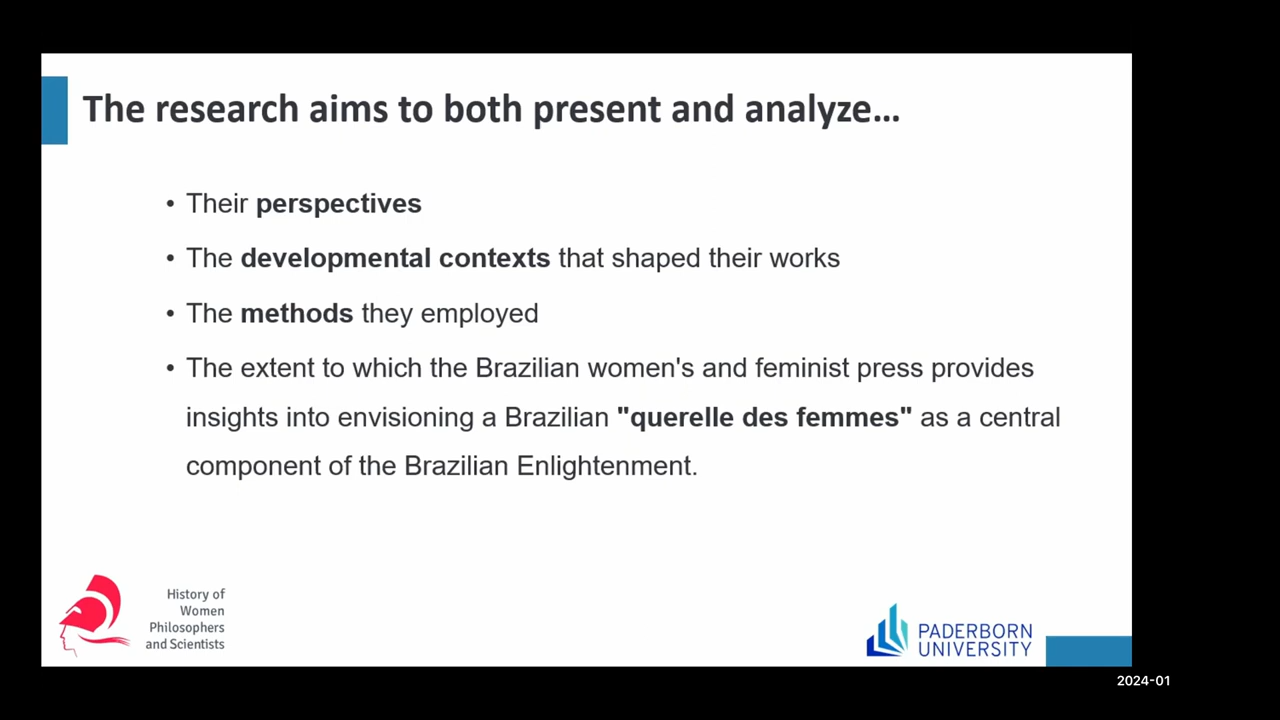 The research aims to both present and analyze...
• Their perspectives
• The developmental contexts that shaped their works
• The methods they employed
• The extent to which the Brazilian women's and feminist press provides
insights into envisioning a Brazilian "querelle des femmes" as a central
component of the Brazilian Enlightenment.
History of
Women
Philosophers
and Scientists
PADERBORN
UNIVERSITY
2024-01